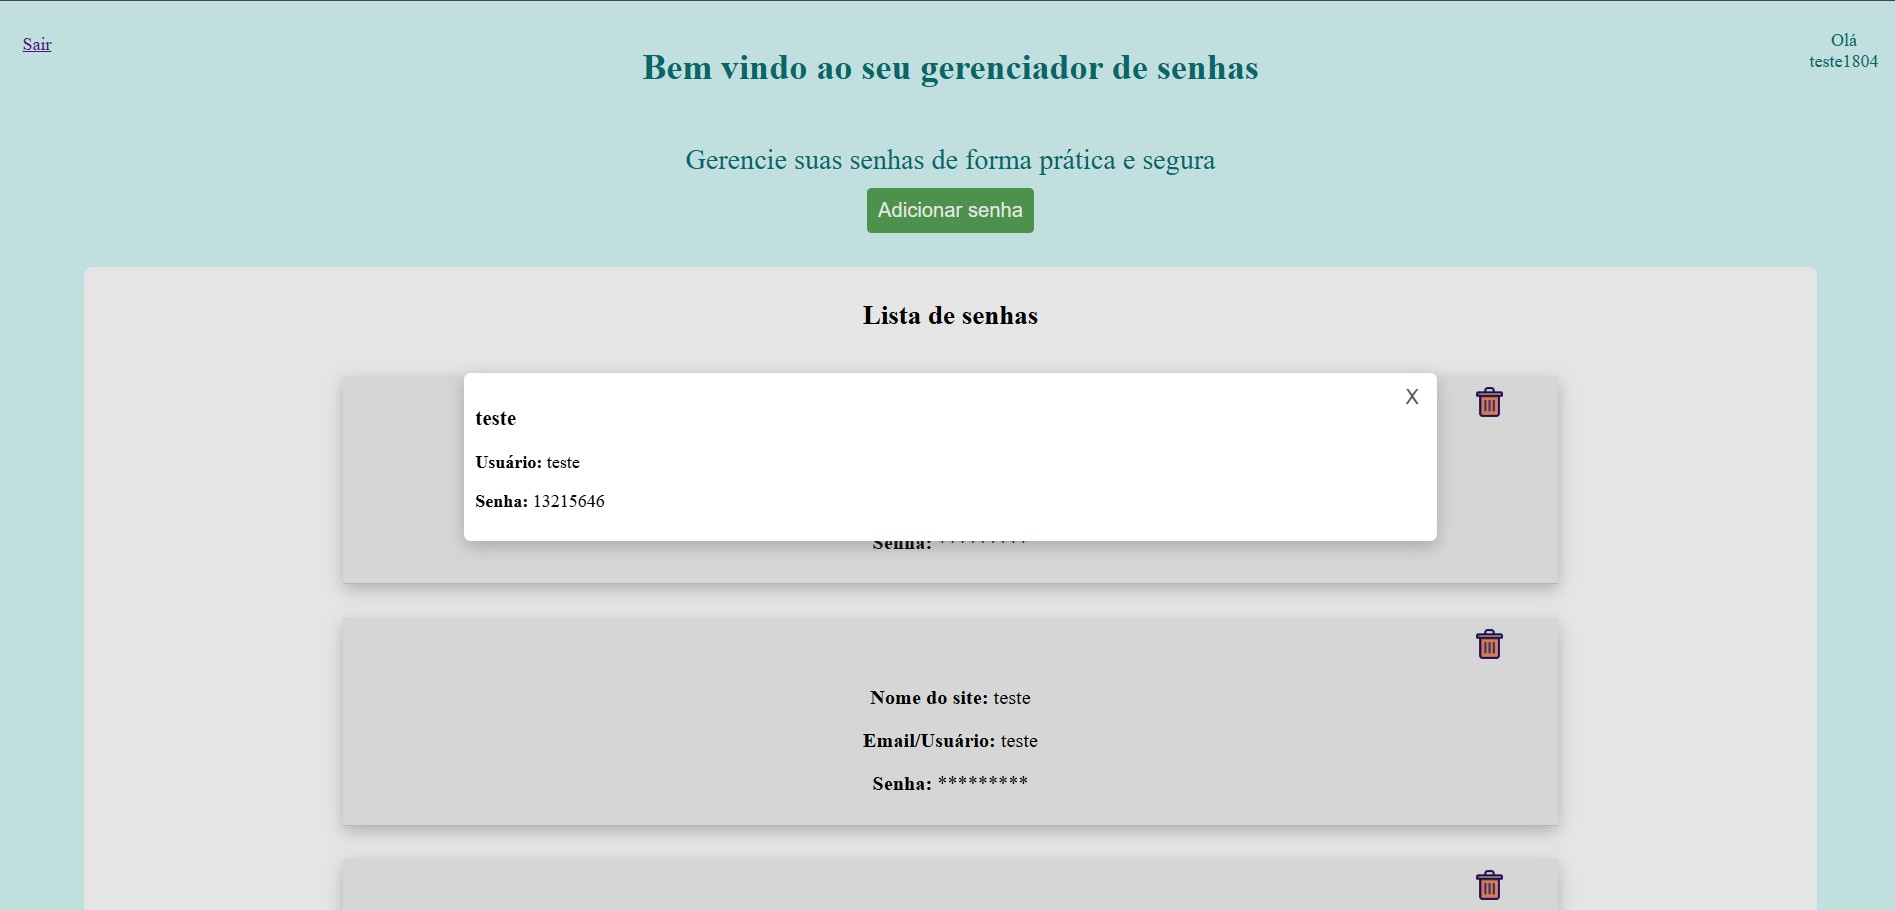 Sair
Olá
teste1804
Bem vindo ao seu gerenciador de senhas
Gerencie suas senhas de forma prática e segura
Adicionar senha
Lista de senhas
X
teste
Usuário: teste
Senha: 13215646
Senha: *********
Nome do site: teste
Email/Usuário: teste
Senha: *********